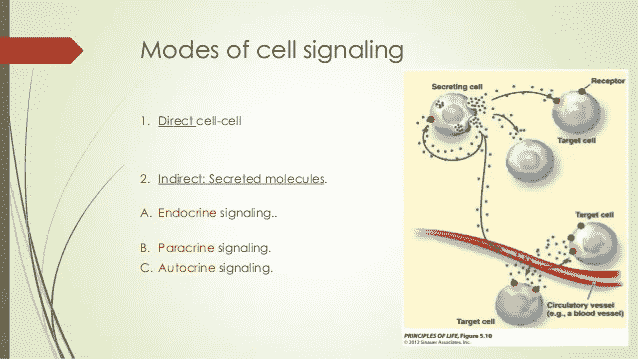 Modes of cell signaling
1. Direct cell-cell
2. Indirect: Secreted molecules.
A. Endocrine signaling..
B. Paracrine signaling.
C. Autocrine signaling.
Secreting cell
Receptor
Target cell
Target cell
Circulatory vessel
(e.g., a blood vessel)
Target cell
PRINCIPLES OF LIFE, Figure 5.10
© 2012 Sinauer Associates, Inc.